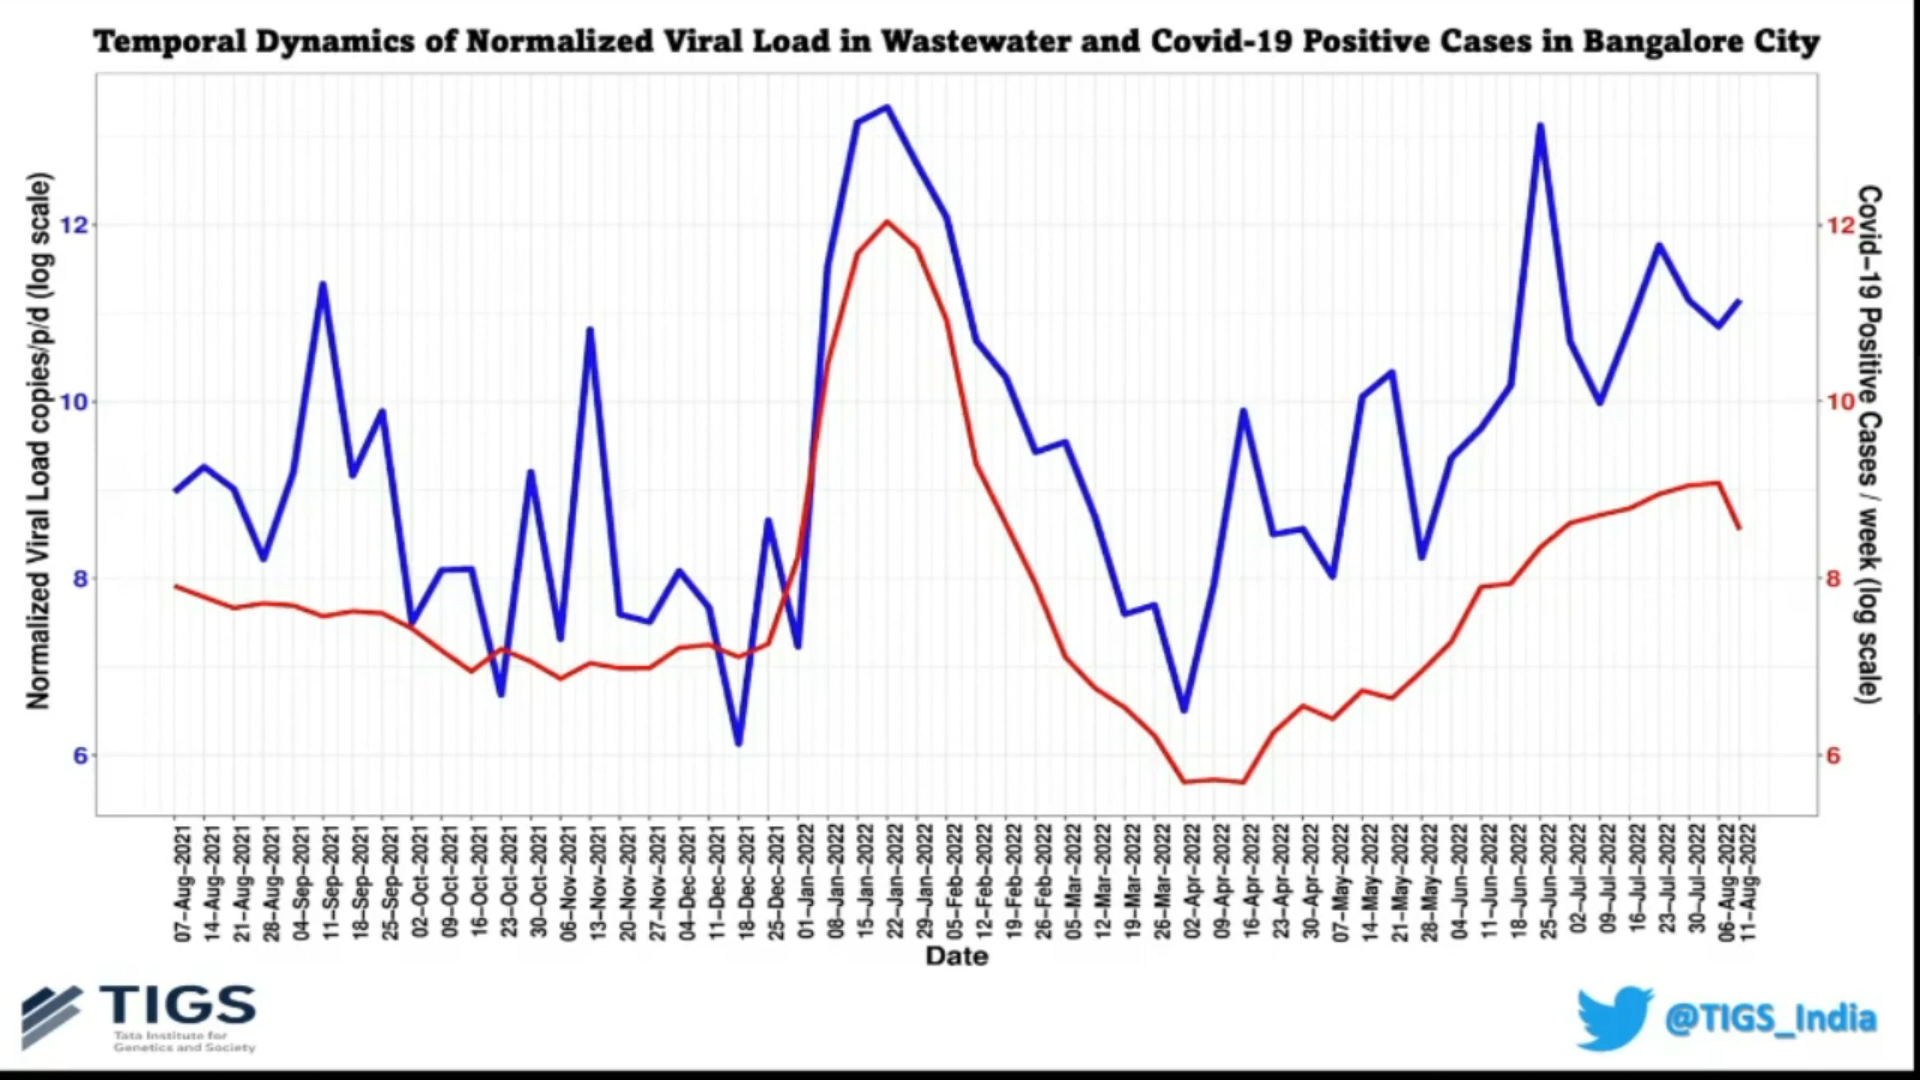 Temporal Dynamics of Normalized Viral Load in Wastewater and Covid-19 Positive Cases in Bangalore City
Normalized Viral Load copies/p/d (log scale)
12
10
8
6
12
10
8
6
Covid-19 Positive Cases / week (log scale)
07-Aug-2021
14-Aug-2021
21-Aug-2021
28-Aug-2021
04-Sep-2021
11-Sep-2021
18-Sep-2021
25-Sep-2021
02-Oct-2021
09-Oct-2021
16-Oct-2021
23-Oct-2021
30-Oct-2021
06-Nov-2021
13-Nov-2021
20-Nov-2021
27-Nov-2021
04-Dec-2021
11-Dec-2021
18-Dec-2021
25-Dec-2021
01-Jan-2022
08-Jan-2022
15-Jan-2022
22-Jan-2022
29-Jan-2022
05-Feb-2022
12-Feb-2022
19-Feb-2022
26-Feb-2022
05-Mar-2022
12-Mar-2022
19-Mar-2022
26-Mar-2022
02-Apr-2022
09-Apr-2022
16-Apr-2022
23-Apr-2022
30-Apr-2022
07-May-2022
14-May-2022
21-May-2022
28-May-2022
04-Jun-2022
11-Jun-2022
18-Jun-2022
25-Jun-2022
02-Jul-2022
09-Jul-2022
16-Jul-2022
23-Jul-2022
30-Jul-2022
06-Aug-2022
11-Aug-2022
Date
TIGS
Tata Institute for
Genetics and Society
@TIGS_India